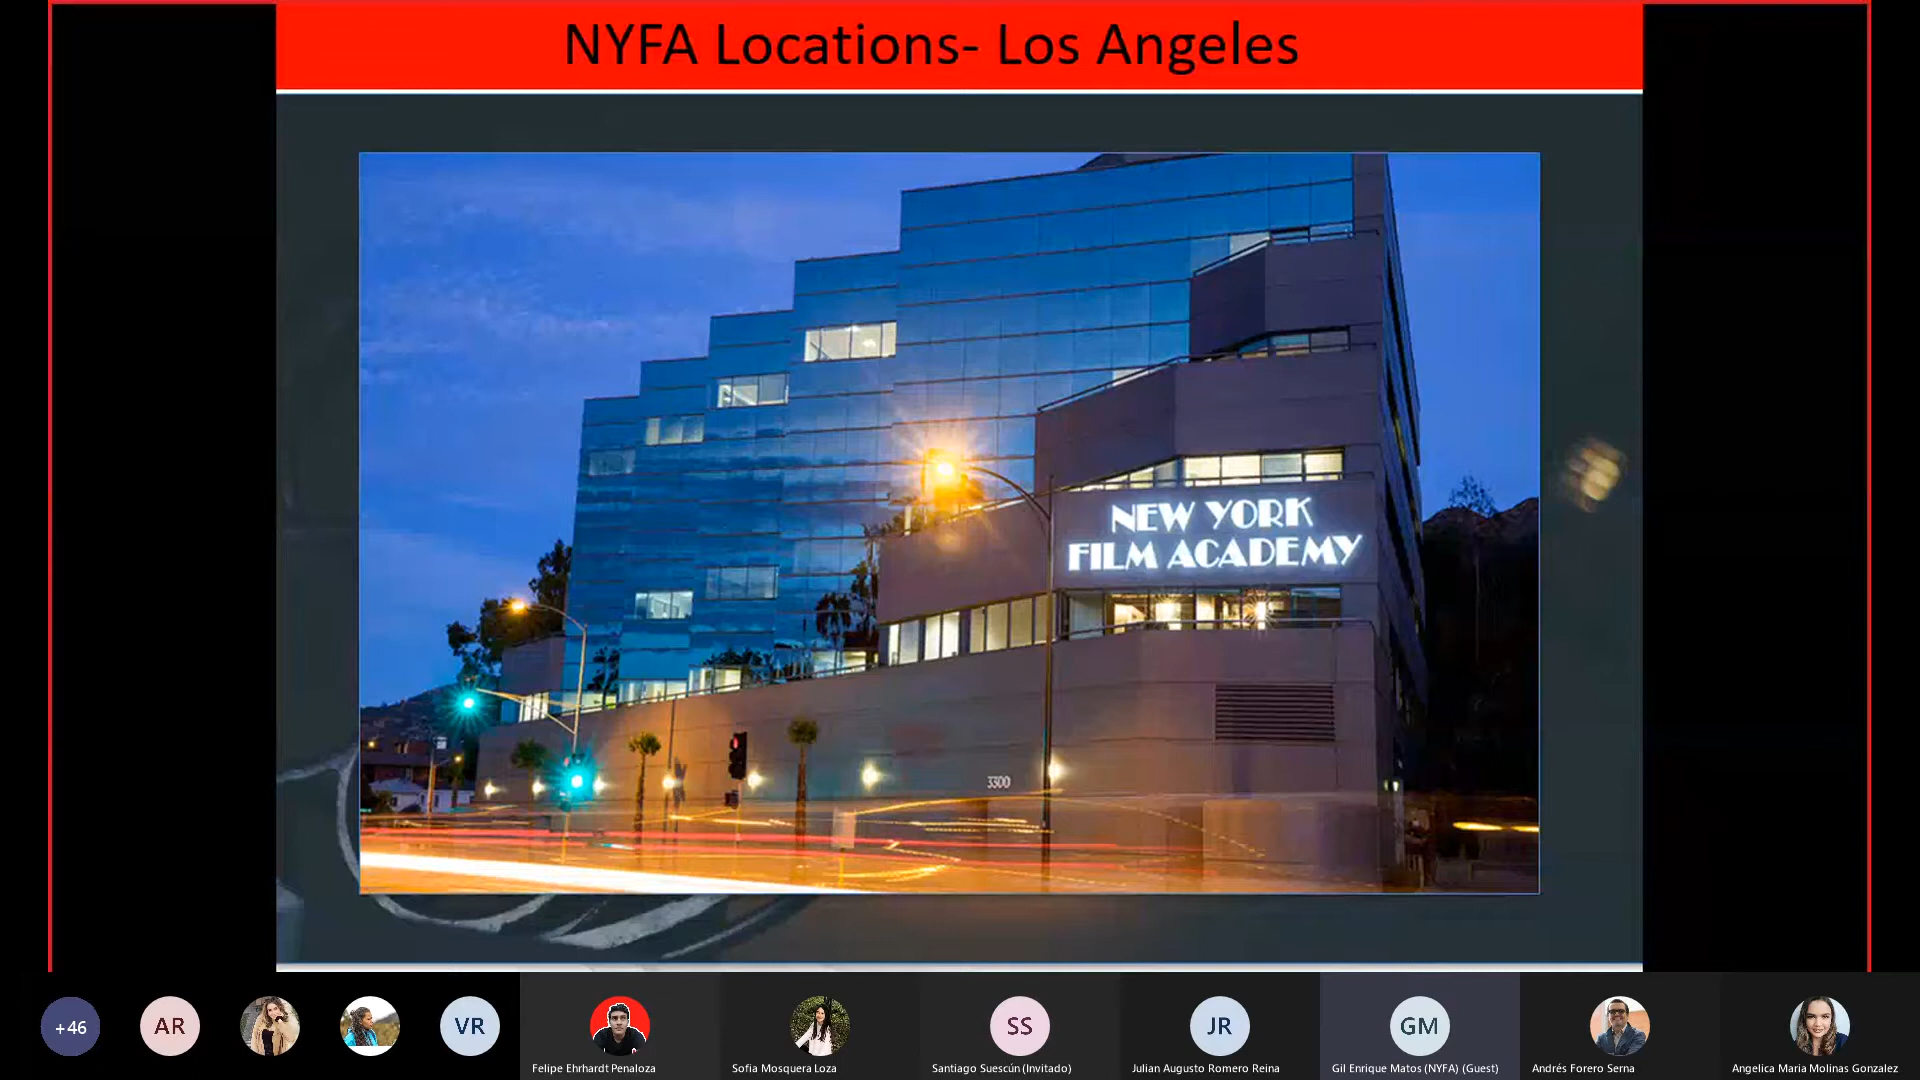 NYFA Locations- Los Angeles
NEW YORK
FILM ACADEMY
3300
+46
AR
VR
SS
JR
GM
Felipe Ehrhardt Penaloza
Sofia Mosquera Loza
Santiago Suescún (Invitado)
Julian Augusto Romero Reina
Gil Enrique Matos (NYFA) (Guest)
Andrés Forero Serna
Angelica Maria Molinas Gonzalez